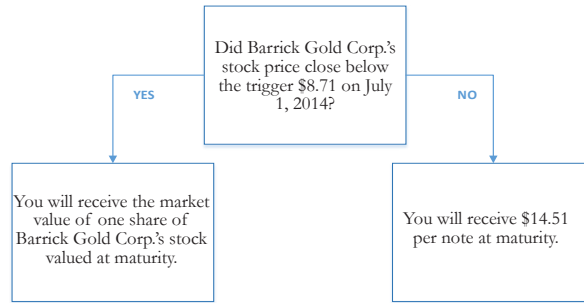 Did Barrick Gold Corp.'s
stock price close below
the trigger $8.71 on July
1, 2014?
YES
NO
You will receive the market
value of one share of
Barrick Gold Corp.'s stock
valued at maturity.
You will receive $14.51
per note at maturity.